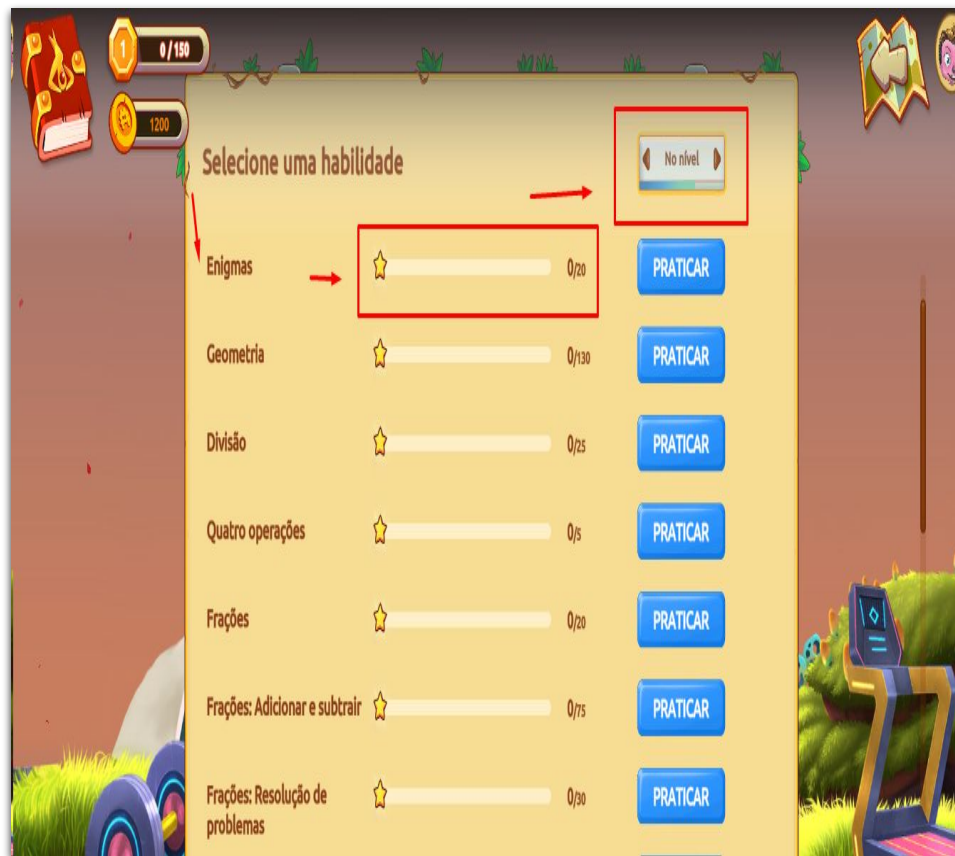 1
0/150
1200
Selecione uma habilidade
No nível
Enigmas 0/20 PRATICAR
Geometria 0/130 PRATICAR
Divisão 0/25 PRATICAR
Quatro operações 0/5 PRATICAR
Frações 0/20 PRATICAR
Frações: Adicionar e subtrair 0/75 PRATICAR
Frações: Resolução de 0/30 PRATICAR
problemas